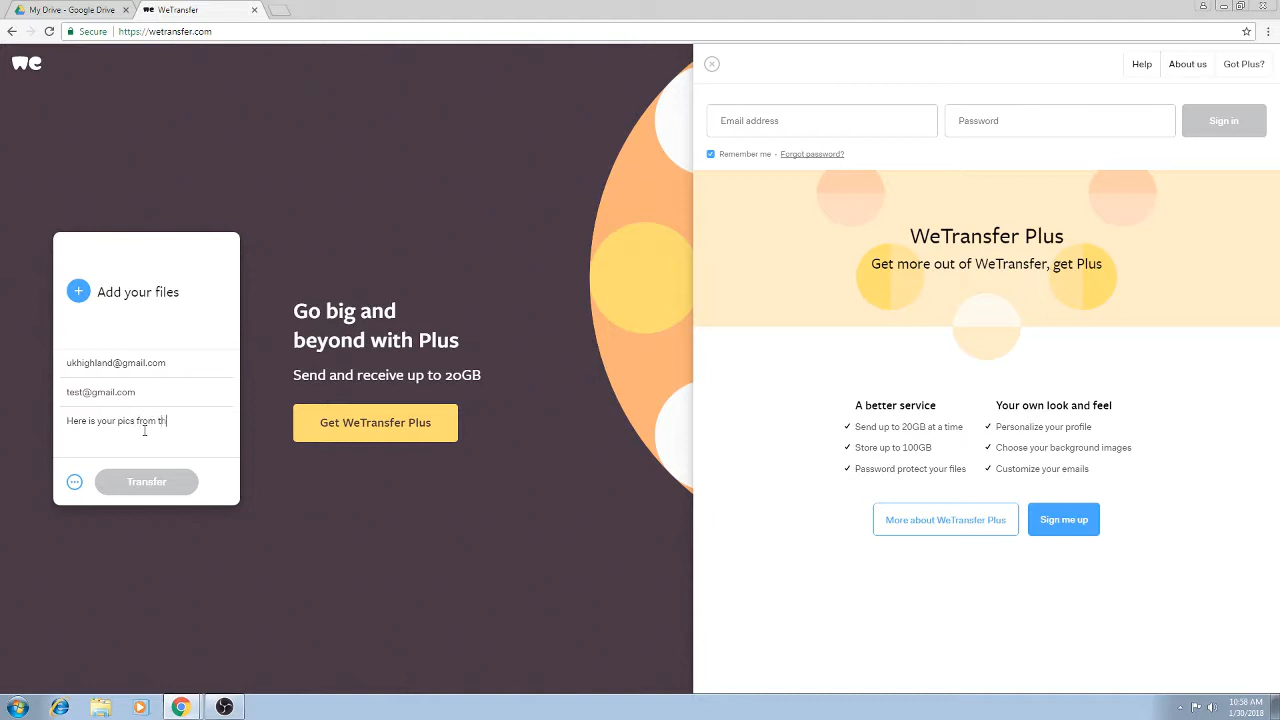 My Drive - Google Drive
WeTransfer
Secure
https://wetransfer.com
we
Help
About us
Got Plus?
Email address
Password
Sign in
Remember me - Forgot password?
WeTransfer Plus
Get more out of WeTransfer, get Plus
Add your files
Go big and
beyond with Plus
ukhighland@gmail.com
Send and receive up to 20GB
test@gmail.com
Here is your pics from th
Get WeTransfer Plus
Transfer
A better service
Send up to 20GB at a time
Store up to 100GB
Password protect your files
Your own look and feel
Personalize your profile
Choose your background images
Customize your emails
More about WeTransfer Plus
Sign me up
10:58 AM
1/30/2018